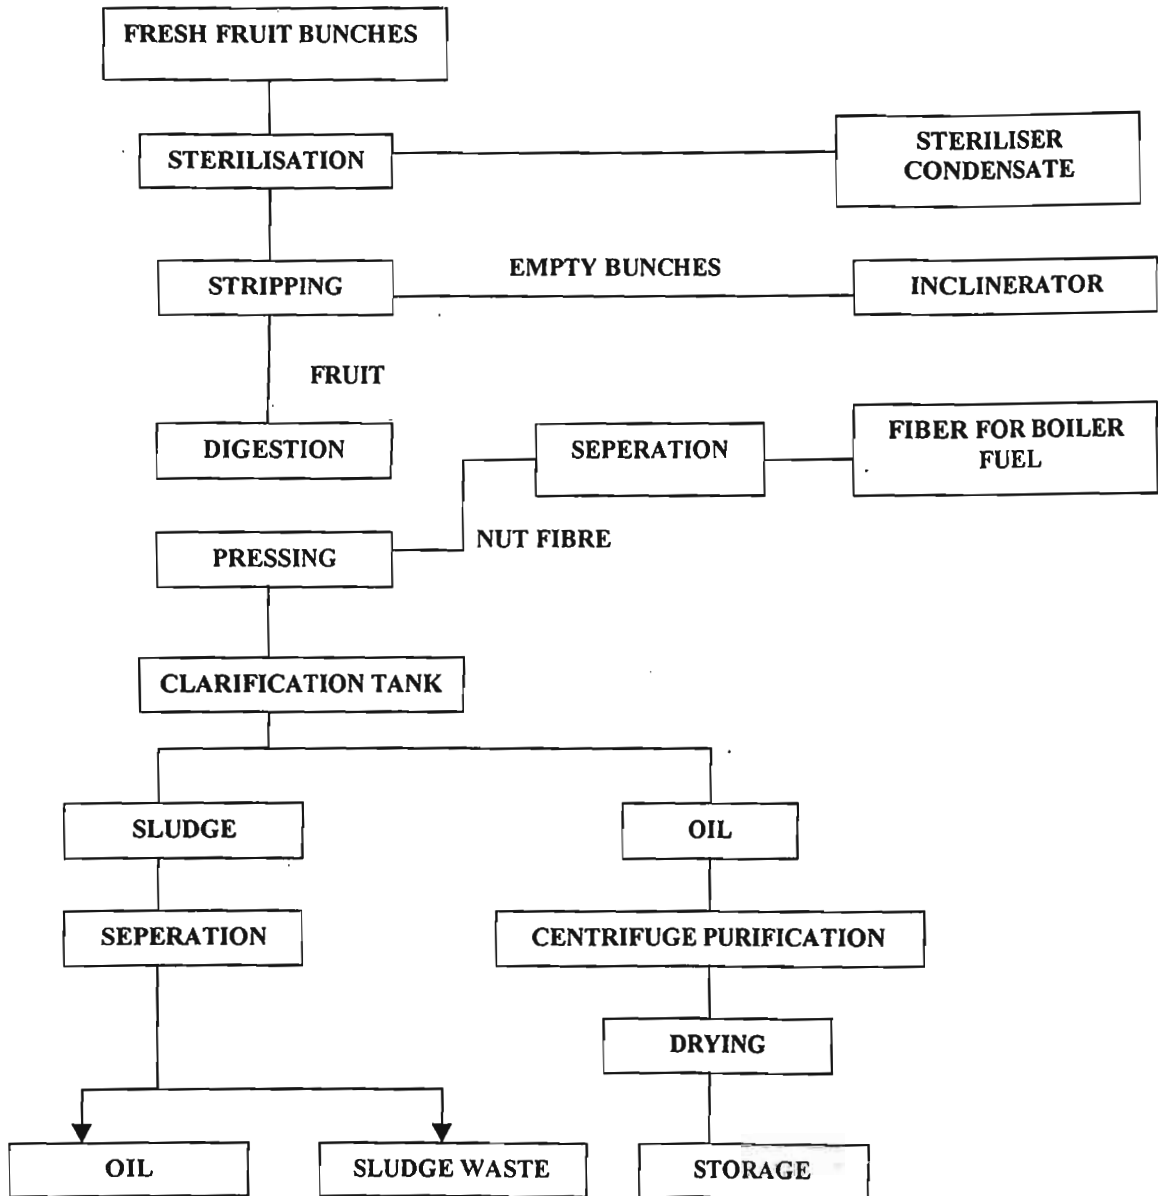 FRESH FRUIT BUNCHES
STERILISATION
STERILISER
CONDENSATE
STRIPPING
EMPTY BUNCHES
INCLINERATOR
FRUIT
DIGESTION
SEPERATION
FIBER FOR BOILER
FUEL
PRESSING
NUT FIBRE
CLARIFICATION TANK
SLUDGE
OIL
SEPERATION
CENTRIFUGE PURIFICATION
DRYING
OIL
SLUDGE WASTE
STORAGE